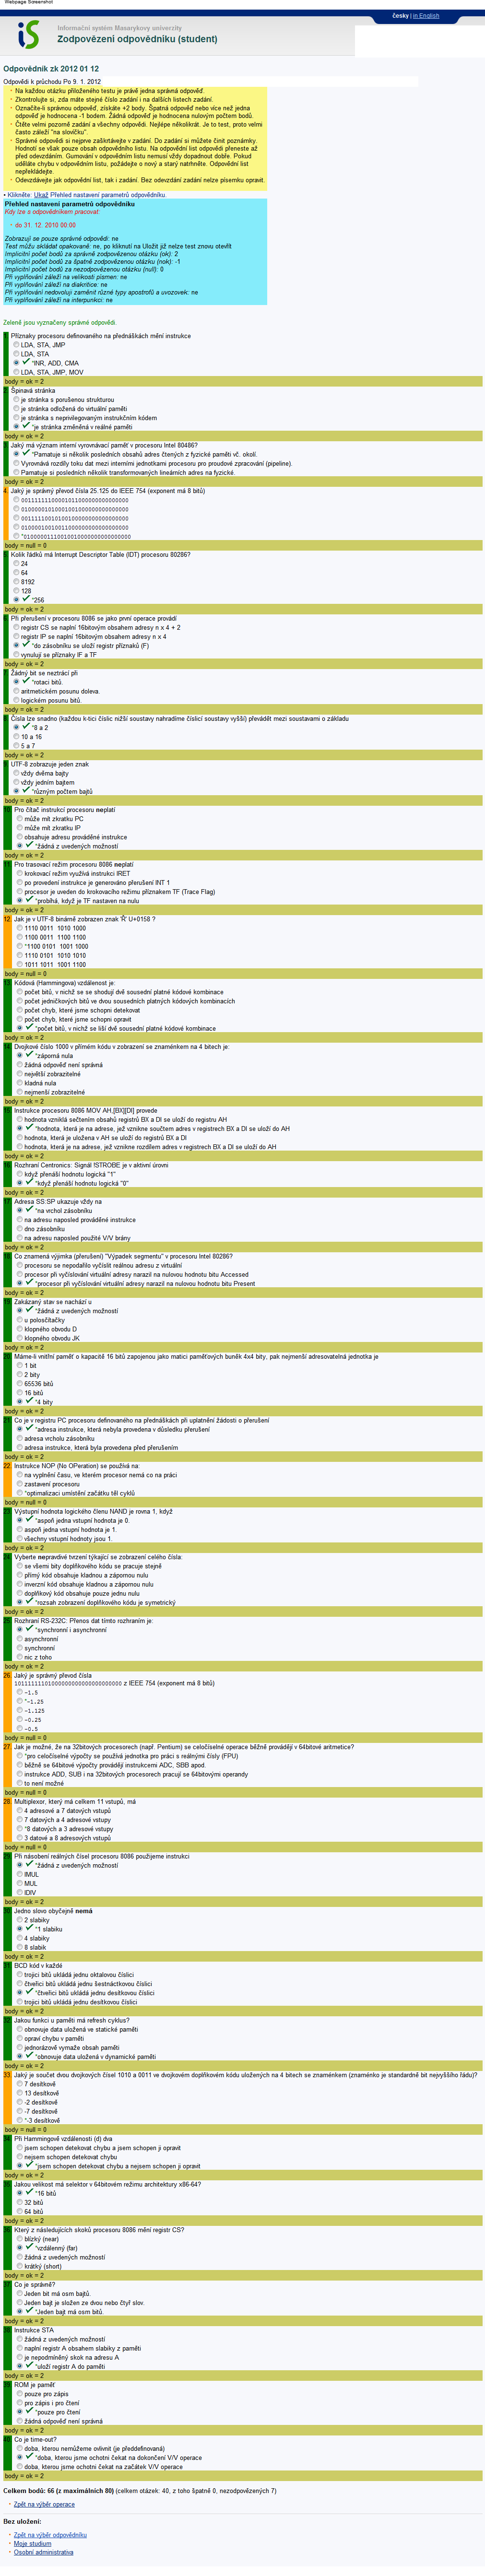 Webpage Screenshot
česky | in English
Informační systém Masarykovy univerzity
Zodpovězení odpovědníku (student)
Odpovědník zk 2012 01 12
Odpovědi k průchodu Po 9. 1. 2012
Na každou otázku přiloženého testu je právě jedna správná odpověď.
Zkontrolujte si, zda máte stejné číslo zadání i na dalších listech zadání.
Označíte-li správnou odpověď, získáte +2 body. Špatná odpověď nebo více než jedna
odpověď je hodnocena -1 bodem. Žádná odpověď je hodnocena nulovým počtem bodů.
Čtěte velmi pozorně zadání a všechny odpovědi. Nejlépe několikrát. Je to test, proto velmi
často záleží "na slovíčku".
Správné odpovědi si nejprve zaškrtávejte v zadání. Do zadání si můžete činit poznámky.
Hodnotí se však pouze obsah odpovědního listu. Na odpovědní list odpovědi přeneste až
před odevzdáním. Gumování v odpovědním listu nemusí vždy dopadnout dobře. Pokud
uděláte chybu v odpovědním listu, požádejte o nový a starý natrhněte. Odpovědní list
nepřekládejte.
Odevzdávejte jak odpovědní list, tak i zadání. Bez odevzdání zadání nelze písemku opravit.
• Klikněte: Ukaž Přehled nastavení parametrů odpovědníku.
Přehled nastavení parametrů odpovědníku
Kdy lze s odpovědníkem pracovat:
do 31. 12. 2010 00:00
Zobrazují se pouze správné odpovědi: ne
Test můžu skládat opakovaně: ne, po kliknutí na Uložit již nelze test znovu otevřít
Implicitní počet bodů za správně zodpovězenou otázku (ok): 2
Implicitní počet bodů za špatně zodpovězenou otázku (nok): -1
Implicitní počet bodů za nezodpovězenou otázku (null): 0
Při vyplňování záleží na velikosti písmen: ne
Při vyplňování záleží na diakritice: ne
Při vyplňování nedovolují zaměnit různé typy apostrofů a uvozovek: ne
Při vyplňování záleží na interpunkci: ne
Zeleně jsou vyznačeny správné odpovědi.
1. Příznaky procesoru definovaného na přednáškách mění instrukce
LDA, STA, JMP
LDA, STA
*INR, ADD, CMA
LDA, STA, JMP, MOV
body = ok = 2
2. Špinavá stránka
je stránka s porušenou strukturou
je stránka odložená do virtuální paměti
je stránka s neprivilegovaným instrukčním kódem
*je stránka změněná v reálné paměti
body = ok = 2
3. Jaký má význam interní vyrovnávací paměť v procesoru Intel 80486?
*Pamatuje si několik posledních obsahů adres čtených z fyzické paměti vč. okolí.
Vyrovnává rozdíly toku dat mezi interními jednotkami procesoru pro proudové zpracování (pipeline).
Pamatuje si posledních několik transformovaných lineárních adres na fyzické.
body = ok = 2
4. Jaký je správný převod čísla 25.125 do IEEE 754 (exponent má 8 bitů)
body = null = 0
5. Kolik řádků má Interrupt Descriptor Table (IDT) procesoru 80286?
24
64
8192
128
*256
body = ok = 2
6. Při přerušení v procesoru 8086 se jako první operace provádí
registr CS se naplní 16bitovým obsahem adresy n x 4 + 2
registr IP se naplní 16bitovým obsahem adresy n x 4
*do zásobníku se uloží registr příznaků (F)
vynulují se příznaky IF a TF
body = ok = 2
7. Žádný bit se neztrácí při
*rotaci bitů.
aritmetickém posunu doleva.
logickém posunu bitů.
body = ok = 2
8. Čísla lze snadno (každou k-tici číslic nižší soustavy nahradíme číslicí soustavy vyšší) převádět mezi soustavami o základu
*8 a 2
10 a 16
5 a 7
body = ok = 2
9. UTF-8 zobrazuje jeden znak
vždy dvěma bajty
vždy jedním bajtem
*různým počtem bajtů
body = ok = 2
10. Pro čítač instrukcí procesoru neplatí
může mít zkratku PC
může mít zkratku IP
obsahuje adresu prováděné instrukce
*žádná z uvedených možností
body = ok = 2
11. Pro trasovací režim procesoru 8086 neplatí
krokovací režim využívá instrukci IRET
po provedení instrukce je generováno přerušení INT 1
procesor je uveden do krokovacího režimu příznakem TF (Trace Flag)
*probíhá, když je TF nastaven na nulu
body = ok = 2
12. Jak je v UTF-8 binárně zobrazen znak U+0158 ?
1110 0011 1010 1000
1100 0011 1100 1100
*1100 0101 1001 1000
1110 0101 1010 1010
1011 1011 1001 1100
body = null = 0
13. Kódová (Hammingova) vzdálenost je:
počet bitů, v nichž se se shodují dvě sousední platné kódové kombinace
počet jedničkových bitů ve dvou sousedních platných kódových kombinacích
počet chyb, které jsme schopni detekovat
počet chyb, které jsme schopni opravit
*počet bitů, v nichž se liší dvě sousední platné kódové kombinace
body = ok = 2
14. Dvojkové číslo 1000 v přímém kódu v zobrazení se znaménkem na 4 bitech je:
*záporná nula
žádná odpověď není správná
největší zobrazitelné
kladná nula
nejmenší zobrazitelné
body = ok = 2
15. Instrukce procesoru 8086 MOV AH,[BX][DI] provede
hodnota vzniklá sečtením obsahů registrů BX a DI se uloží do registru AH
*hodnota, která je na adrese, jež vznikne součtem adres v registrech BX a DI se uloží do AH
hodnota, která je uložena v AH se uloží do registrů BX a DI
hodnota, která je na adrese, jež vznikne rozdílem adres v registrech BX a DI se uloží do AH
body = ok = 2
16. Rozhraní Centronics: Signál !STROBE je v aktivní úrovni
když přenáší hodnotu logická "1"
*když přenáší hodnotu logická "0"
body = ok = 2
17. Adresa SS:SP ukazuje vždy na
*na vrchol zásobníku
na adresu naposled prováděné instrukce
dno zásobníku
na adresu naposled použité V/V brány
body = ok = 2
18. Co znamená výjimka (přerušení) "Výpadek segmentu" v procesoru Intel 80286?
procesoru se nepodařilo vyčíslit reálnou adresu z virtuální
procesor při vyčíslování virtuální adresy narazil na nulovou hodnotu bitu Accessed
*procesor při vyčíslování virtuální adresy narazil na nulovou hodnotu bitu Present
body = ok = 2
19. Zakázaný stav se nachází u
*žádná z uvedených možností
u polosčítačky
klopného obvodu D
klopného obvodu JK
body = ok = 2
20. Máme-li vnitřní paměť o kapacitě 16 bitů zapojenou jako matici paměťových buněk 4x4 bity, pak nejmenší adresovatelná jednotka je
1 bit
2 bity
65536 bitů
16 bitů
*4 bity
body = ok = 2
21. Co je v registru PC procesoru definovaného na přednáškách při uplatnění žádosti o přerušení
*adresa instrukce, která nebyla provedena v důsledku přerušení
adresa vrcholu zásobníku
adresa instrukce, která byla provedena před přerušením
body = ok = 2
22. Instrukce NOP (No OPeration) se používá na:
na vyplnění času, ve kterém procesor nemá co na práci
zastavení procesoru
*optimalizaci umístění začátku těl cyklů
body = null = 0
23. Výstupní hodnota logického členu NAND je rovna 1, když
*aspoň jedna vstupní hodnota je 0.
aspoň jedna vstupní hodnota je 1.
všechny vstupní hodnoty jsou 1.
body = ok = 2
24. Vyberte nepravdivé tvrzení týkající se zobrazení celého čísla:
se všemi bity doplňkového kódu se pracuje stejně
přímý kód obsahuje kladnou a zápornou nulu
inverzní kód obsahuje kladnou a zápornou nulu
doplňkový kód obsahuje pouze jednu nulu
*rozsah zobrazení doplňkového kódu je symetrický
body = ok = 2
25. Rozhraní RS-232C: Přenos dat tímto rozhraním je:
*synchronní i asynchronní
asynchronní
synchronní
nic z toho
body = ok = 2
26. Jaký je správný převod čísla
z IEEE 754 (exponent má 8 bitů)
-1.5
*-1.25
-1.125
-0.25
-0.5
body = null = 0
27. Jak je možné, že na 32bitových procesorech (např. Pentium) se celočíselné operace běžně provádějí v 64bitové aritmetice?
*pro celočíselné výpočty se používá jednotka pro práci s reálnými čísly (FPU)
běžně se 64bitové výpočty provádějí instrukcemi ADC, SBB apod.
instrukce ADD, SUB i na 32bitových procesorech pracují se 64bitovými operandy
to není možné
body = null = 0
28. Multiplexor, který má celkem 11 vstupů, má
4 adresové a 7 datových vstupů
7 datových a 4 adresové vstupy
*8 datových a 3 adresové vstupy
3 datové a 8 adresových vstupů
body = null = 0
29. Při násobení reálných čísel procesoru 8086 použijeme instrukci
*žádná z uvedených možností
IMUL
MUL
IDIV
body = ok = 2
30. Jedno slovo obyčejně nemá
2 slabiky
*1 slabiku
4 slabiky
8 slabik
body = ok = 2
31. BCD kód v každé
trojici bitů ukládá jednu oktalovou číslici
čtveřici bitů ukládá jednu šestnáctkovou číslici
*čtveřici bitů ukládá jednu desítkovou číslici
trojici bitů ukládá jednu desítkovou číslici
body = ok = 2
32. Jakou funkci u paměti má refresh cyklus?
obnovuje data uložená ve statické paměti
opraví chybu v paměti
jednorázově vymaže obsah paměti
*obnovuje data uložená v dynamické paměti
body = ok = 2
33. Jaký je součet dvou dvojkových čísel 1010 a 0011 ve dvojkovém doplňkovém kódu uložených na 4 bitech se znaménkem (znaménko je standardně bit nejvyššího řádu)?
7 desítkově
13 desítkově
-2 desítkově
-7 desítkově
*-3 desítkově
body = null = 0
34. Při Hammingově vzdálenosti (d) dva
jsem schopen detekovat chybu a jsem schopen ji opravit
nejsem schopen detekovat chybu
*jsem schopen detekovat chybu a nejsem schopen ji opravit
body = ok = 2
35. Jakou velikost má selektor v 64bitovém režimu architektury x86-64?
*16 bitů
32 bitů
64 bitů
body = ok = 2
36. Který z následujících skoků procesoru 8086 mění registr CS?
blízký (near)
*vzdálenný (far)
žádná z uvedených možností
krátký (short)
body = ok = 2
37. Co je správně?
Jeden bit má osm bajtů.
Jeden bajt je složen ze dvou nebo čtyř slov.
*Jeden bajt má osm bitů.
body = ok = 2
38. Instrukce STA
žádná z uvedených možností
naplní registr A obsahem slabiky z paměti
je nepodmíněný skok na adresu A
*uloží registr A do paměti
body = ok = 2
39. ROM je paměť
pouze pro zápis
pro zápis i pro čtení
*pouze pro čtení
žádná odpověď není správná
body = ok = 2
40. Co je time-out?
doba, kterou nemůžeme ovlivnit (je předdefinovaná)
*doba, kterou jsme ochotni čekat na dokončení V/V operace
doba, kterou jsme ochotni čekat na začátek V/V operace
body = ok = 2
Celkem bodů: 66 (z maximálních 80) (celkem otázek: 40, z toho špatně 0, nezodpovězených 7)
Zpět na výběr operace
Bez uložení:
Zpět na výběr odpovědníku
Moje studium
Osobní administrativa